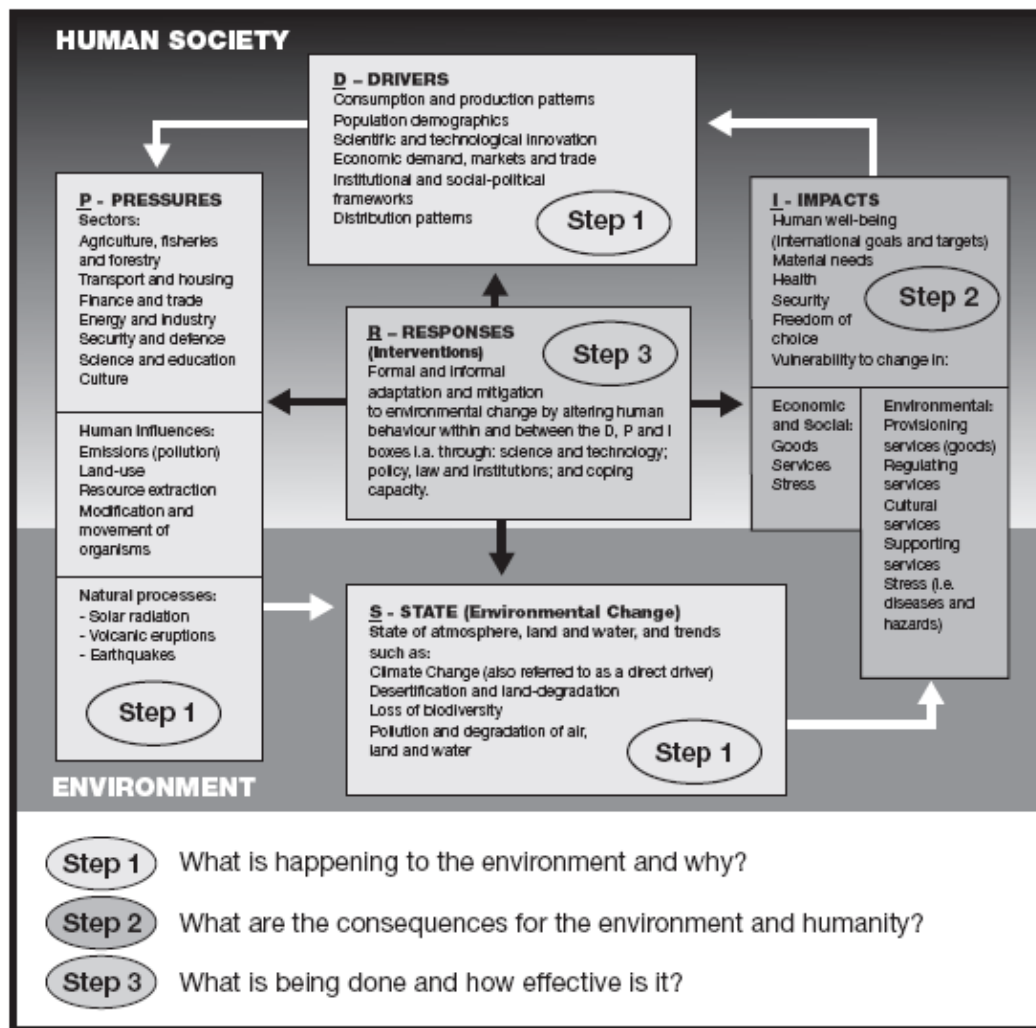 HUMAN SOCIETY
D – DRIVERS
Consumption and production patterns
Population demographics
Scientific and technological innovation
Economic demand, markets and trade
Institutional and social-political
frameworks
Distribution patterns
Step 1
P - PRESSURES
Sectors:
Agriculture, fisheries
and forestry
Transport and housing
Finance and trade
Energy and industry
Security and defence
Science and education
Culture
Human influences:
Emissions (pollution)
Land-use
Resource extraction
Modification and
movement of
organisms
Natural processes:
- Solar radiation
- Volcanic eruptions
- Earthquakes
Step 1
R – RESPONSES
(Interventions)
Step 3
Formal and informal
adaptation and mitigation
to environmental change by altering human
behaviour within and between the D, P and I
boxes i.a. through: science and technology;
policy, law and institutions; and coping
capacity.
I - IMPACTS
Human well-being
(International goals and targets)
Material needs
Health
Security
Freedom of
choice
Step 2
Vulnerability to change in:
Economic
and Social:
Goods
Services
Stress
Environmental:
Provisioning
services (goods)
Regulating
services
Cultural
services
Supporting
services
Stress (i.e.
diseases and
hazards)
S - STATE (Environmental Change)
State of atmosphere, land and water, and trends
such as:
Climate Change (also referred to as a direct driver)
Desertification and land-degradation
Loss of biodiversity
Pollution and degradation of air,
land and water
Step 1
ENVIRONMENT
Step 1 What is happening to the environment and why?
Step 2 What are the consequences for the environment and humanity?
Step 3 What is being done and how effective is it?